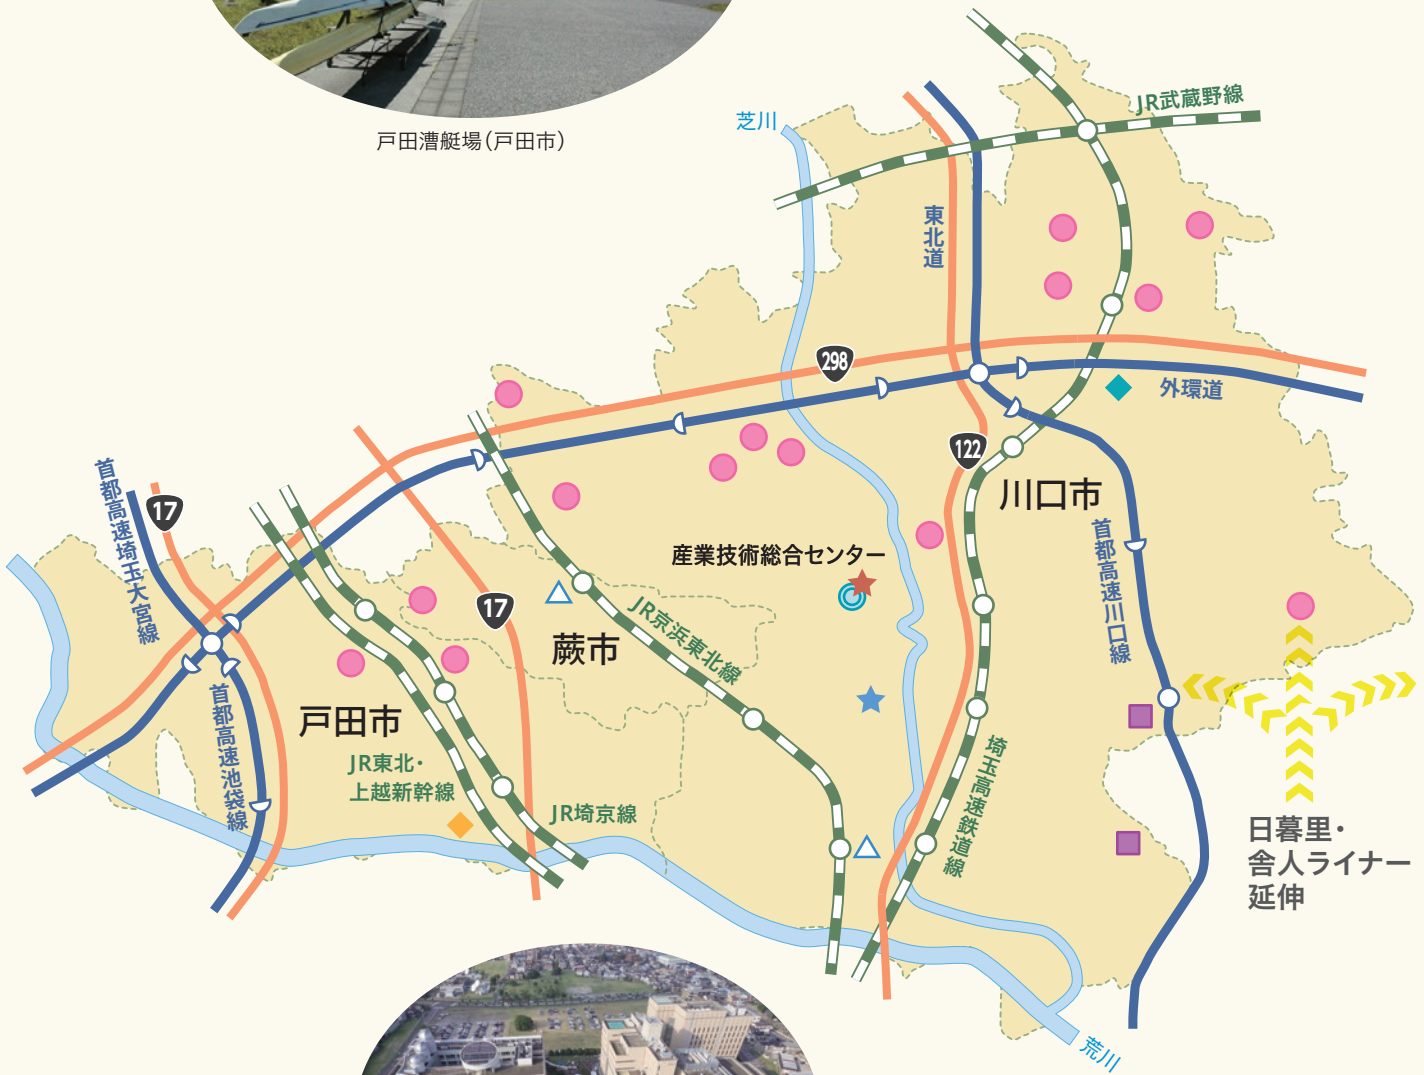 戸田漕艇場（戸田市）
芝川
JR武蔵野線
東北道
298
外環道
122
川口市
首都高速埼玉大宮線
17
首都高速川口線
産業技術総合センター
17
JR京浜東北線
蕨市
戸田市
首都高速池袋線
JR東北・
上越新幹線
JR埼京線
埼玉高速鉄道線
日暮里・
舎人ライナー
延伸
荒川